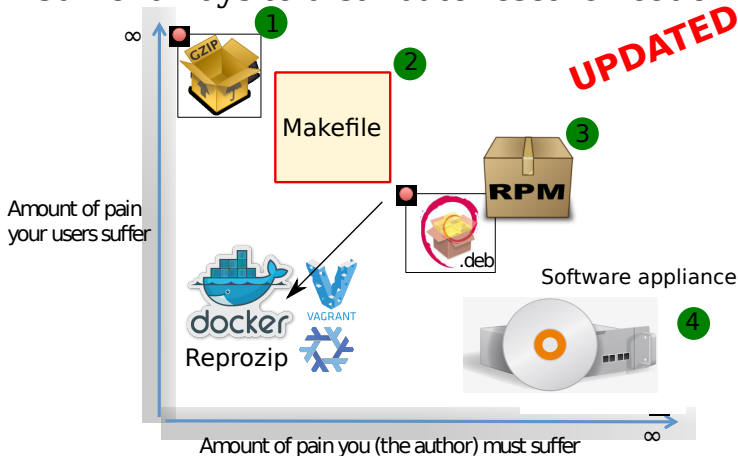 1
UPDATED
∞
GZIP
2
Makefile
3
RPM
Amount of pain
your users suffer
.deb
Software appliance
docker
VAGRANT
4
Reprozip
∞
Amount of pain you (the author) must suffer